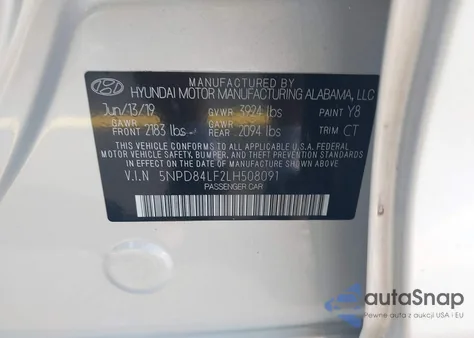 MANUFACTURED BY
HYUNDAI MOTOR MANUFACTURING ALABAMA, LLC
Jun/13/19 GVWR 3924 lbs PAINT Y8
GAWR FRONT 2183 lbs GAWR REAR 2094 lbs TRIM CT
THIS VEHICLE CONFORMS TO ALL APPLICABLE FEDERAL
MOTOR VEHICLE SAFETY, BUMPER, AND THEFT PREVENTION STANDARDS
IN EFFECT ON THE DATE OF MANUFACTURE SHOWN ABOVE.
V.I.N 5NPD84LF2LH508091
PASSENGER CAR
autaSnap
Pewne auta z aukcji USA i EU